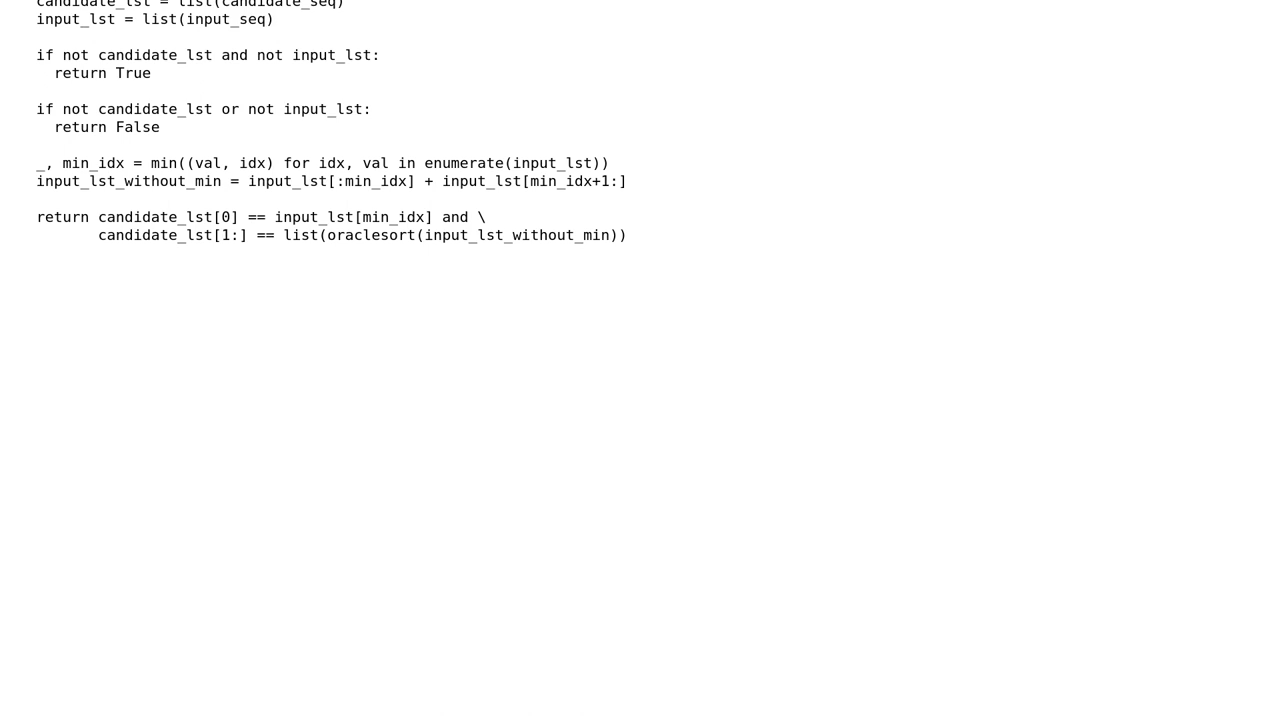 candidate_lst = list(candidate_seq)
input_lst = list(input_seq)
if not candidate_lst and not input_lst:
return True
if not candidate_lst or not input_lst:
return False
_, min_idx = min((val, idx) for idx, val in enumerate(input_lst))
input_lst_without_min = input_lst[:min_idx] + input_lst[min_idx+1:]
return candidate_lst[0] == input_lst[min_idx] and \
candidate_lst[1:] == list(oraclesort(input_lst_without_min))